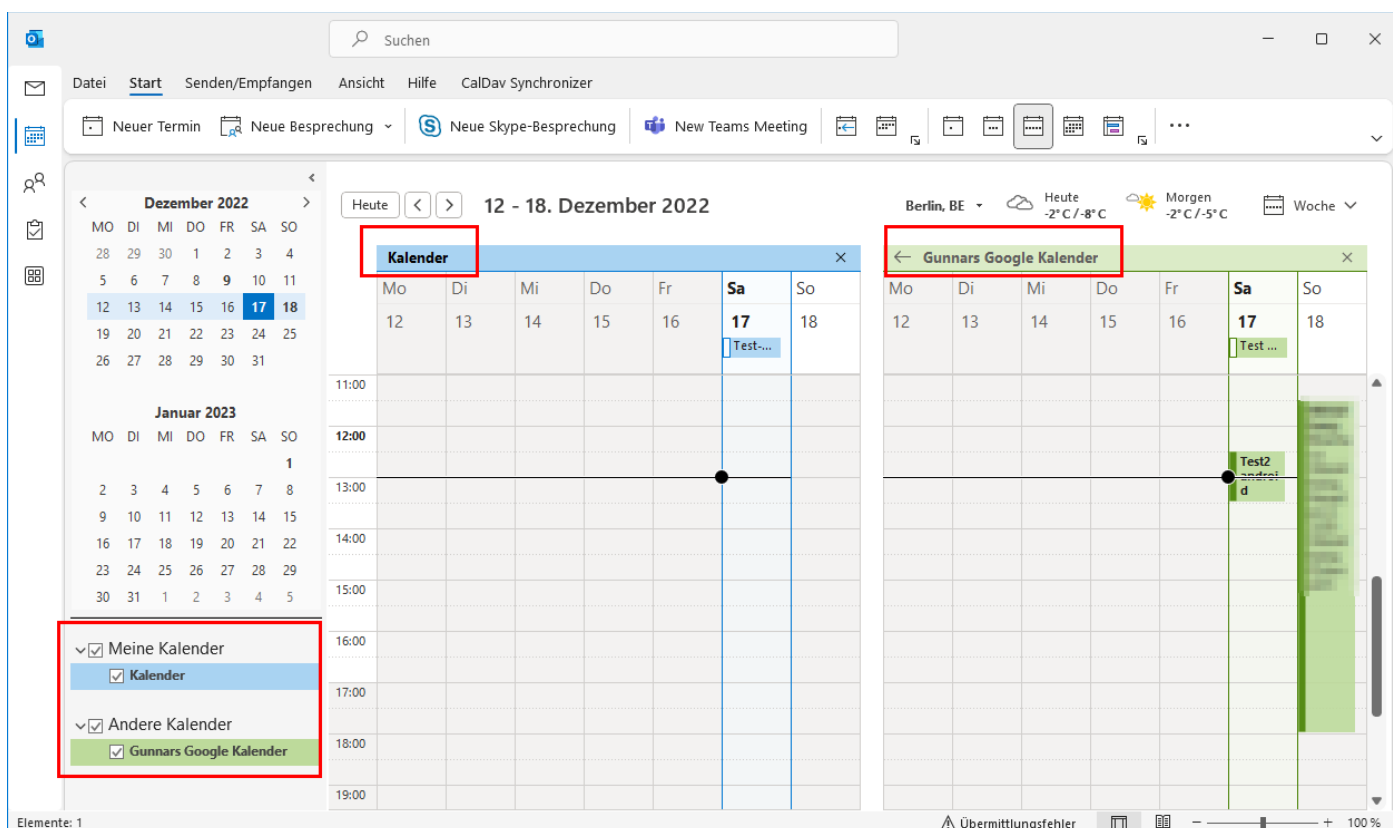 Suchen
Datei Start Senden/Empfangen Ansicht Hilfe CalDav Synchronizer
Neuer Termin Neue Besprechung Neue Skype-Besprechung New Teams Meeting ...
Dezember 2022
MO DI MI DO FR SA SO
28 29 30 1 2 3 4
5 6 7 8 9 10 11
12 13 14 15 16 17 18
19 20 21 22 23 24 25
26 27 28 29 30 31
Januar 2023
MO DI MI DO FR SA SO
1
2 3 4 5 6 7 8
9 10 11 12 13 14 15
16 17 18 19 20 21 22
23 24 25 26 27 28 29
30 31 1 2 3 4 5
Meine Kalender
Kalender
Andere Kalender
Gunnars Google Kalender
Heute 12 - 18. Dezember 2022
Berlin, BE
Heute
-2°C/-8°C
Morgen
-2°C/-5°C
Woche
Kalender
Mo Di Mi Do Fr Sa So
12 13 14 15 16 17 18
Test-...
Gunnars Google Kalender
Mo Di Mi Do Fr Sa So
12 13 14 15 16 17 18
Test ...
11:00
12:00
13:00
14:00
15:00
16:00
17:00
18:00
19:00
Test2
androi
d
Elemente: 1
Übermittlungsfehler
100 %